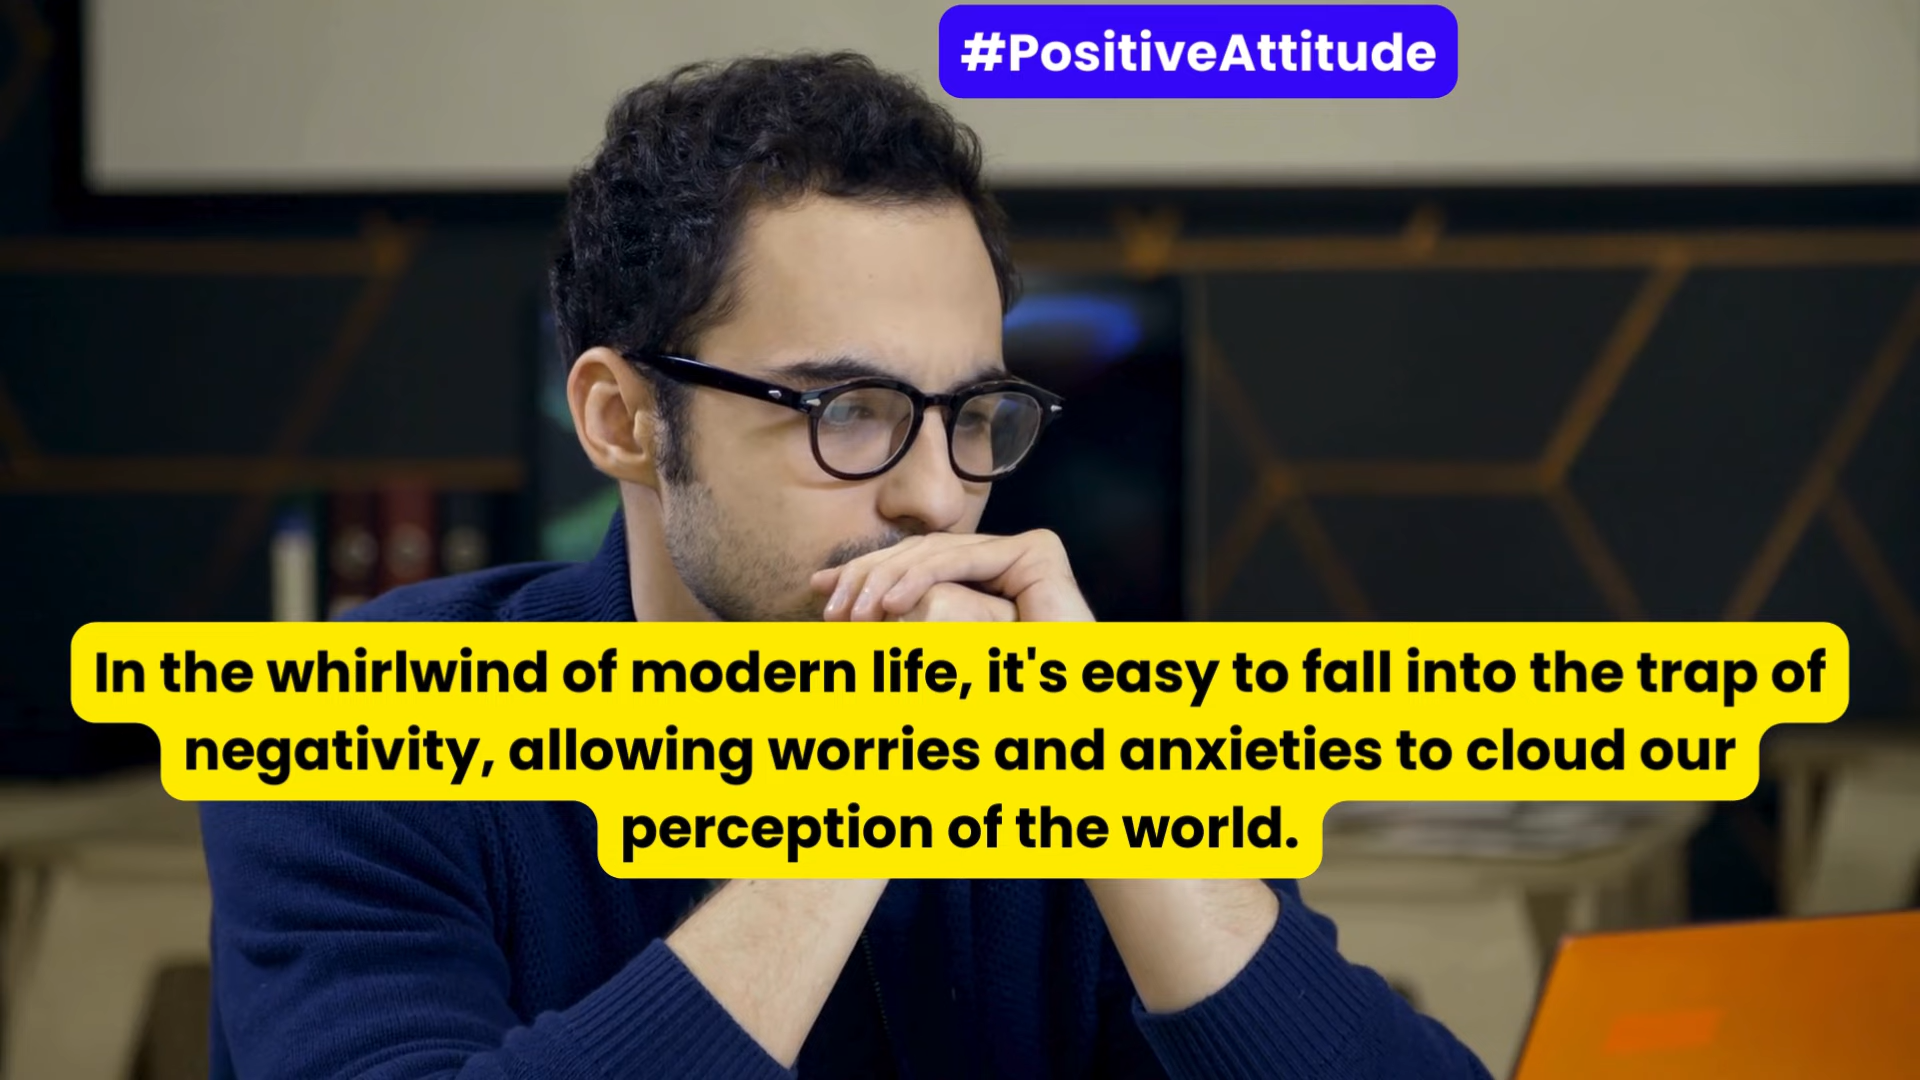 #PositiveAttitude
In the whirlwind of modern life, it's easy to fall into the trap of
negativity, allowing worries and anxieties to cloud our
perception of the world.